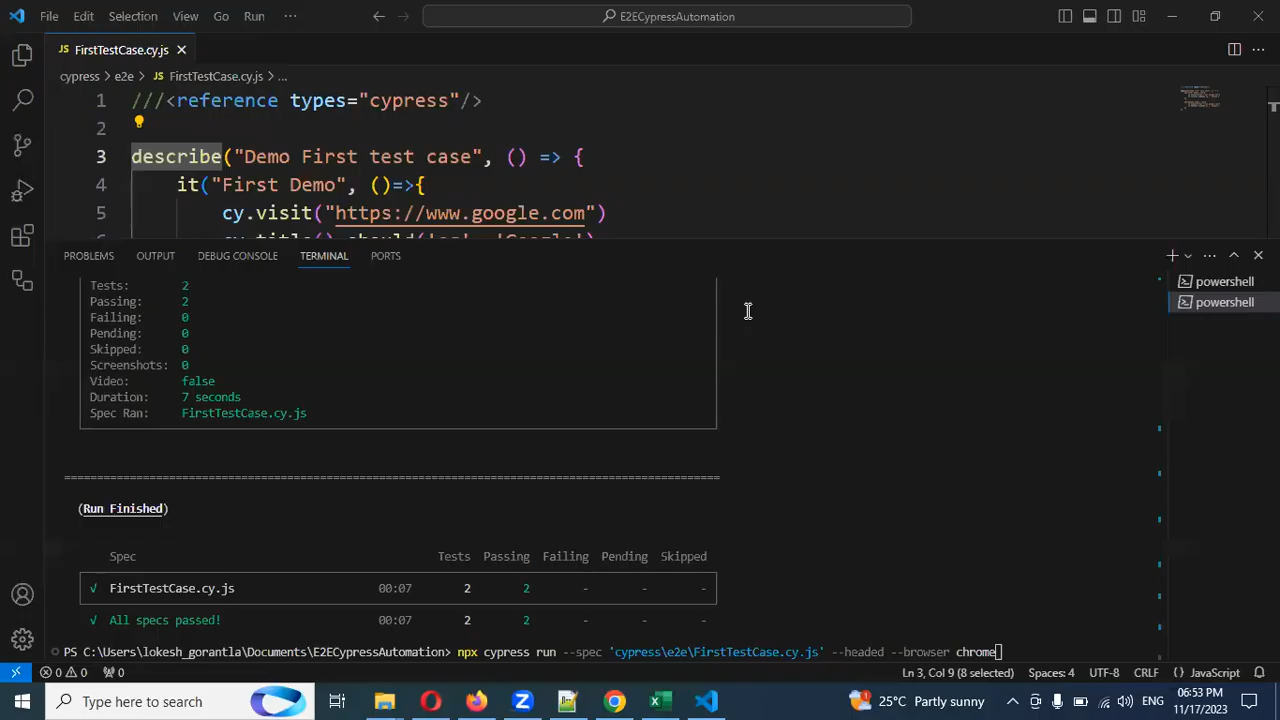 File Edit Selection View Go Run ··· E2ECypressAutomation
JS FirstTestCase.cy.js
cypress > e2e > JS FirstTestCase.cy.js > ...
1 ///<reference types="cypress"/>
2
3 describe("Demo First test case", () => {
4 it("First Demo", ()=>{
5 cy.visit("https://www.google.com")
PROBLEMS OUTPUT DEBUG CONSOLE TERMINAL PORTS
powershell
powershell
Tests: 2
Passing: 2
Failing: 0
Pending: 0
Skipped: 0
Screenshots: 0
Video: false
Duration: 7 seconds
Spec Ran: FirstTestCase.cy.js
(Run Finished)
Spec Tests Passing Failing Pending Skipped
√ FirstTestCase.cy.js 00:07 2 2 - - -
√ All specs passed! 00:07 2 2 - - -
PS C:\Users\lokesh_gorantla\Documents\E2ECypressAutomation> npx cypress run --spec 'cypress\e2e\FirstTestCase.cy.js' --headed --browser chrome
0 0 0 Ln 3, Col 9 (8 selected) Spaces: 4 UTF-8 CRLF { } JavaScript
Type here to search 25°C Partly sunny ENG 06:53 PM
11/17/2023